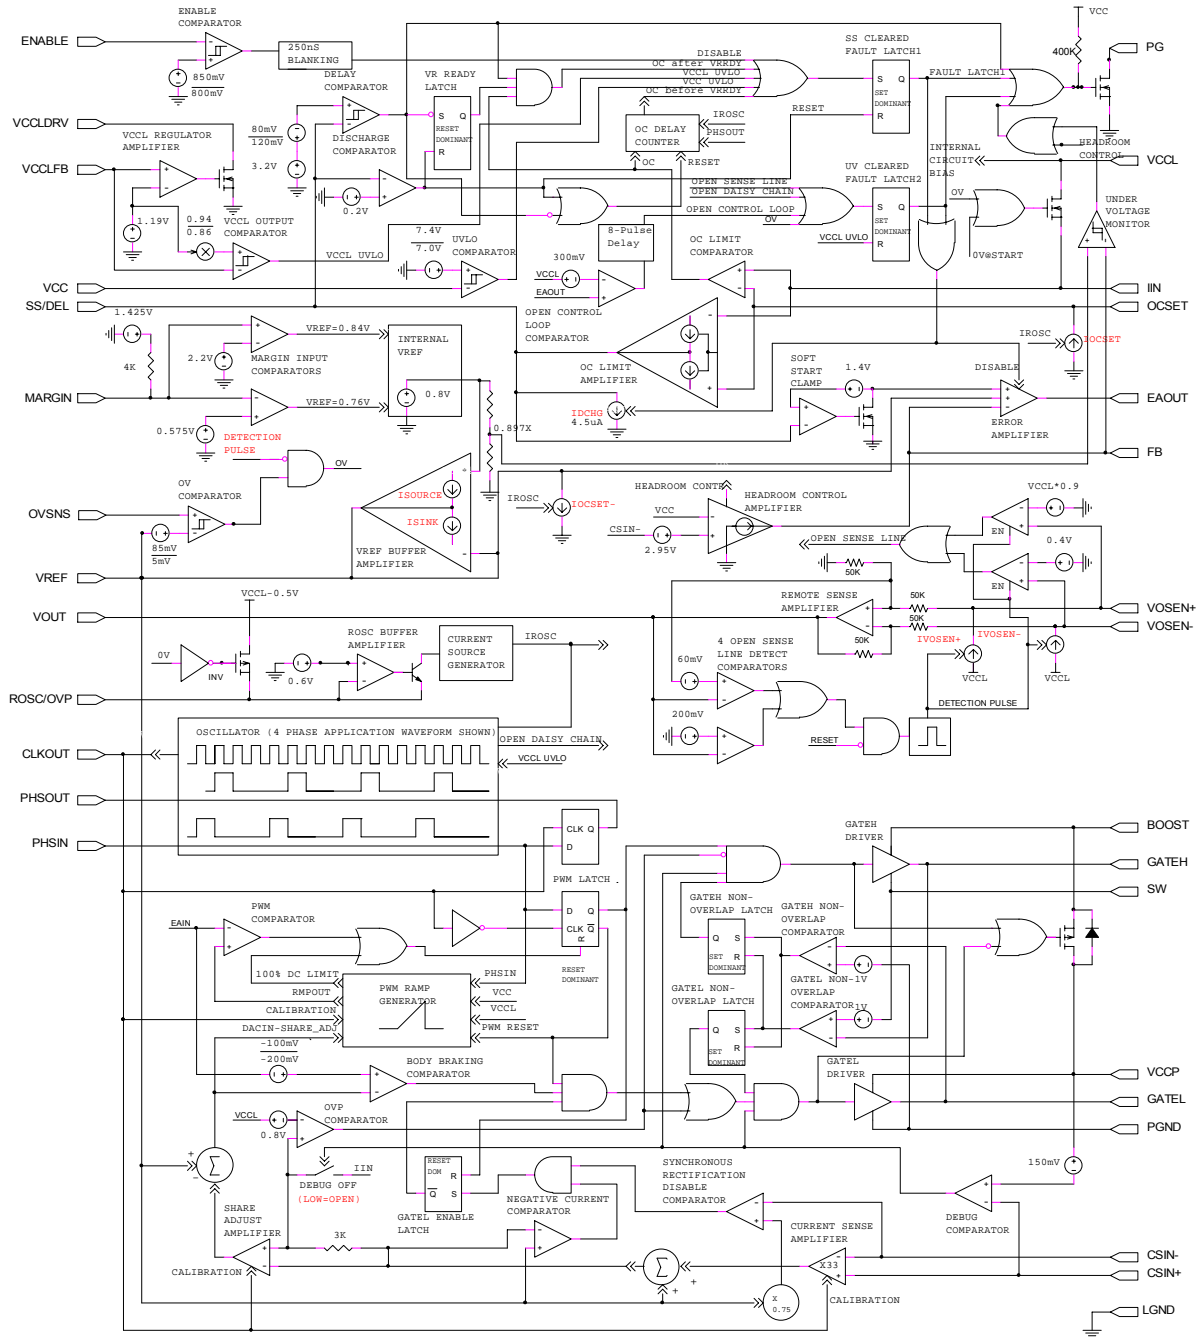 ENABLE
COMPARATOR
ENABLE
850mV
800mV
250nS
BLANKING
DELAY
COMPARATOR
VR READY
LATCH
S
Q
RESET
DOMINANT
R
DISCHARGE
COMPARATOR
80mV
120mV
3.2V
0.2V
DISABLE
OC after VRRDY
VCCL UVLO
VCC UVLO
OC before VRRDY
OC DELAY
COUNTER
IROSC
PHSOUT
OC
RESET
RESET
SS CLEARED
FAULT LATCH1
S
Q
SET
DOMINANT
R
FAULT LATCH1
VCC
400K
PG
HEADROOM
CONTROL
VCCL
INTERNAL
CIRCUIT
BIAS
UV CLEARED
FAULT LATCH2
S
Q
SET
DOMINANT
R
VCCL UVLO
OPEN SENSE LINE
OPEN DAISY CHAIN
OPEN CONTROL LOOP
OV
OV
0V@START
UNDER
VOLTAGE
MONITOR
VCCLDRV
VCCL REGULATOR
AMPLIFIER
VCCLFB
1.19V
0.94
0.86
VCCL OUTPUT
COMPARATOR
VCCL UVLO
7.4V
7.0V
UVLO
COMPARATOR
8-Pulse
Delay
300mV
VCCL
EAOUT
OPEN CONTROL
LOOP
COMPARATOR
OC LIMIT
COMPARATOR
OC LIMIT
AMPLIFIER
VCC
SS/DEL
IIN
OCSET
IROSC
IOCSET
1.425V
4K
2.2V
MARGIN INPUT
COMPARATORS
VREF=0.84V
VREF=0.76V
INTERNAL
VREF
0.8V
0.897X
IDCHG
4.5uA
SOFT
START
CLAMP
1.4V
DISABLE
ERROR
AMPLIFIER
EAOUT
FB
MARGIN
0.575V
DETECTION
PULSE
OV
OV
COMPARATOR
OVSNS
85mV
5mV
VREF
ISOURCE
ISINK
VREF BUFFER
AMPLIFIER
IROSC
IOCSET-
VCC
CSIN-
2.95V
HEADROOM CONTROL
AMPLIFIER
OPEN SENSE LINE
VCCL*0.9
EN
0.4V
EN
50K
50K
50K
50K
REMOTE SENSE
AMPLIFIER
VOSEN+
VOSEN-
IVOSEN+
IVOSEN-
VCCL
VCCL
VOUT
VCCL-0.5V
0V
INV
ROSC BUFFER
AMPLIFIER
0.6V
CURRENT
SOURCE
GENERATOR
IROSC
4 OPEN SENSE
LINE DETECT
COMPARATORS
60mV
200mV
RESET
DETECTION PULSE
ROSC/OVP
OSCILLATOR (4 PHASE APPLICATION WAVEFORM SHOWN)
OPEN DAISY CHAIN
VCCL UVLO
CLKOUT
PHSOUT
PHSIN
CLK
Q
D
PWM LATCH
D
Q
CLK
Q
R
RESET
DOMINANT
PWM
COMPARATOR
EAIN
100% DC LIMIT
RMPOUT
CALIBRATION
DACIN-SHARE_ADJ
PWM RAMP
GENERATOR
PHSIN
VCC
VCCL
PWM RESET
GATEH
DRIVER
BOOST
GATEH
SW
GATEH NON-
OVERLAP LATCH
Q
S
R
SET
DOMINANT
GATEH NON-
OVERLAP
COMPARATOR
1V
GATEL NON-
OVERLAP
COMPARATOR
1V
GATEL NON-
OVERLAP LATCH
Q
S
R
SET
DOMINANT
GATEL
DRIVER
VCCP
GATEL
PGND
-100mV
-200mV
BODY BRAKING
COMPARATOR
OVP
COMPARATOR
VCCL
0.8V
IIN
DEBUG OFF
(LOW=OPEN)
RESET
DOM
R
Q
S
GATEL ENABLE
LATCH
SYNCHRONOUS
RECTIFICATION
DISABLE
COMPARATOR
NEGATIVE CURRENT
COMPARATOR
150mV
DEBUG
COMPARATOR
Σ
SHARE
ADJUST
AMPLIFIER
3K
CALIBRATION
Σ
CURRENT SENSE
AMPLIFIER
X33
X
0.75
CALIBRATION
CSIN-
CSIN+
LGND